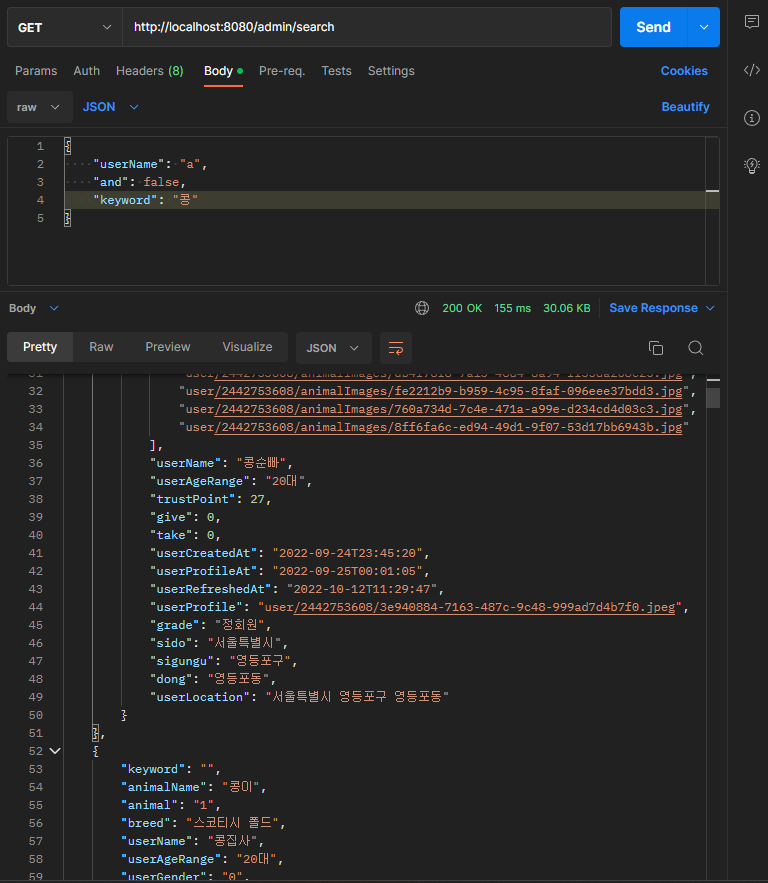 GET http://localhost:8080/admin/search Send
Params Auth Headers (8) Body Pre-req. Tests Settings Cookies
raw JSON Beautify
1 {
2 "userName": "a",
3 "and": false,
4 "keyword": "콩"
5 }
Body 200 OK 155 ms 30.06 KB Save Response
Pretty Raw Preview Visualize JSON
32 "user/2442753608/animalImages/fe2212b9-b959-4c95-8faf-096eee37bdd3.jpg",
33 "user/2442753608/animalImages/760a734d-7c4e-471a-a99e-d234cd4d03c3.jpg",
34 "user/2442753608/animalImages/8ff6fa6c-ed94-49d1-9f07-53d17bb6943b.jpg"
35 ],
36 "userName": "콩순빠",
37 "userAgeRange": "20대",
38 "trustPoint": 27,
39 "give": 0,
40 "take": 0,
41 "userCreatedAt": "2022-09-24T23:45:20",
42 "userProfileAt": "2022-09-25T00:01:05",
43 "userRefreshedAt": "2022-10-12T11:29:47",
44 "userProfile": "user/2442753608/3e940884-7163-487c-9c48-999ad7d4b7f0.jpeg",
45 "grade": "정회원",
46 "sido": "서울특별시",
47 "sigungu": "영등포구",
48 "dong": "영등포동",
49 "userLocation": "서울특별시 영등포구 영등포동"
50 }
51 },
52 {
53 "keyword": "",
54 "animalName": "콩이",
55 "animal": "1",
56 "breed": "스코티시 폴드",
57 "userName": "콩집사",
58 "userAgeRange": "20대",
59 "userGender": "0",